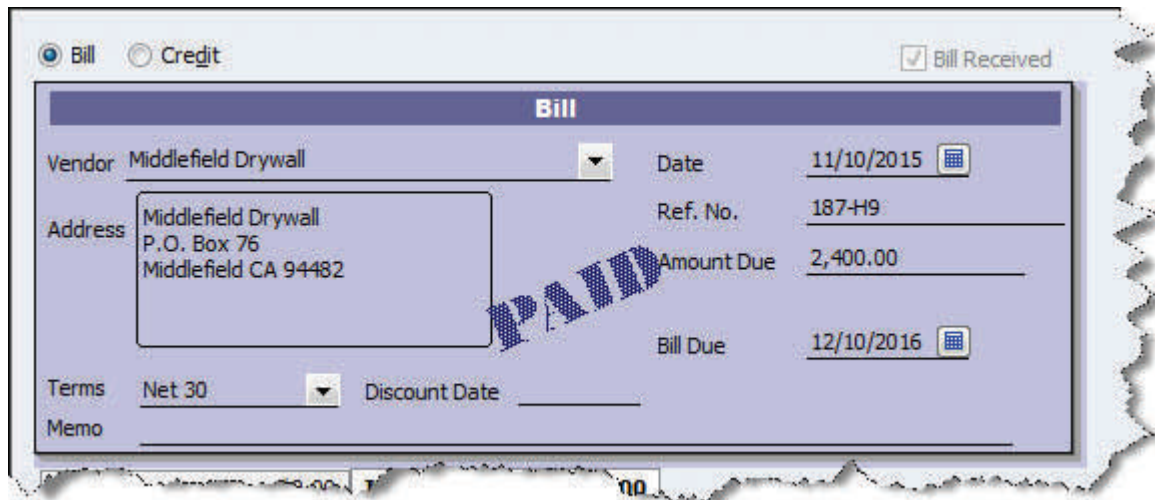 Bill Credit Bill Received
Bill
Vendor Middlefield Drywall Date 11/10/2015
Address Middlefield Drywall Ref. No. 187-H9
P.O. Box 76
Middlefield CA 94482 Amount Due 2,400.00
PAID
Bill Due 12/10/2016
Terms Net 30 Discount Date
Memo